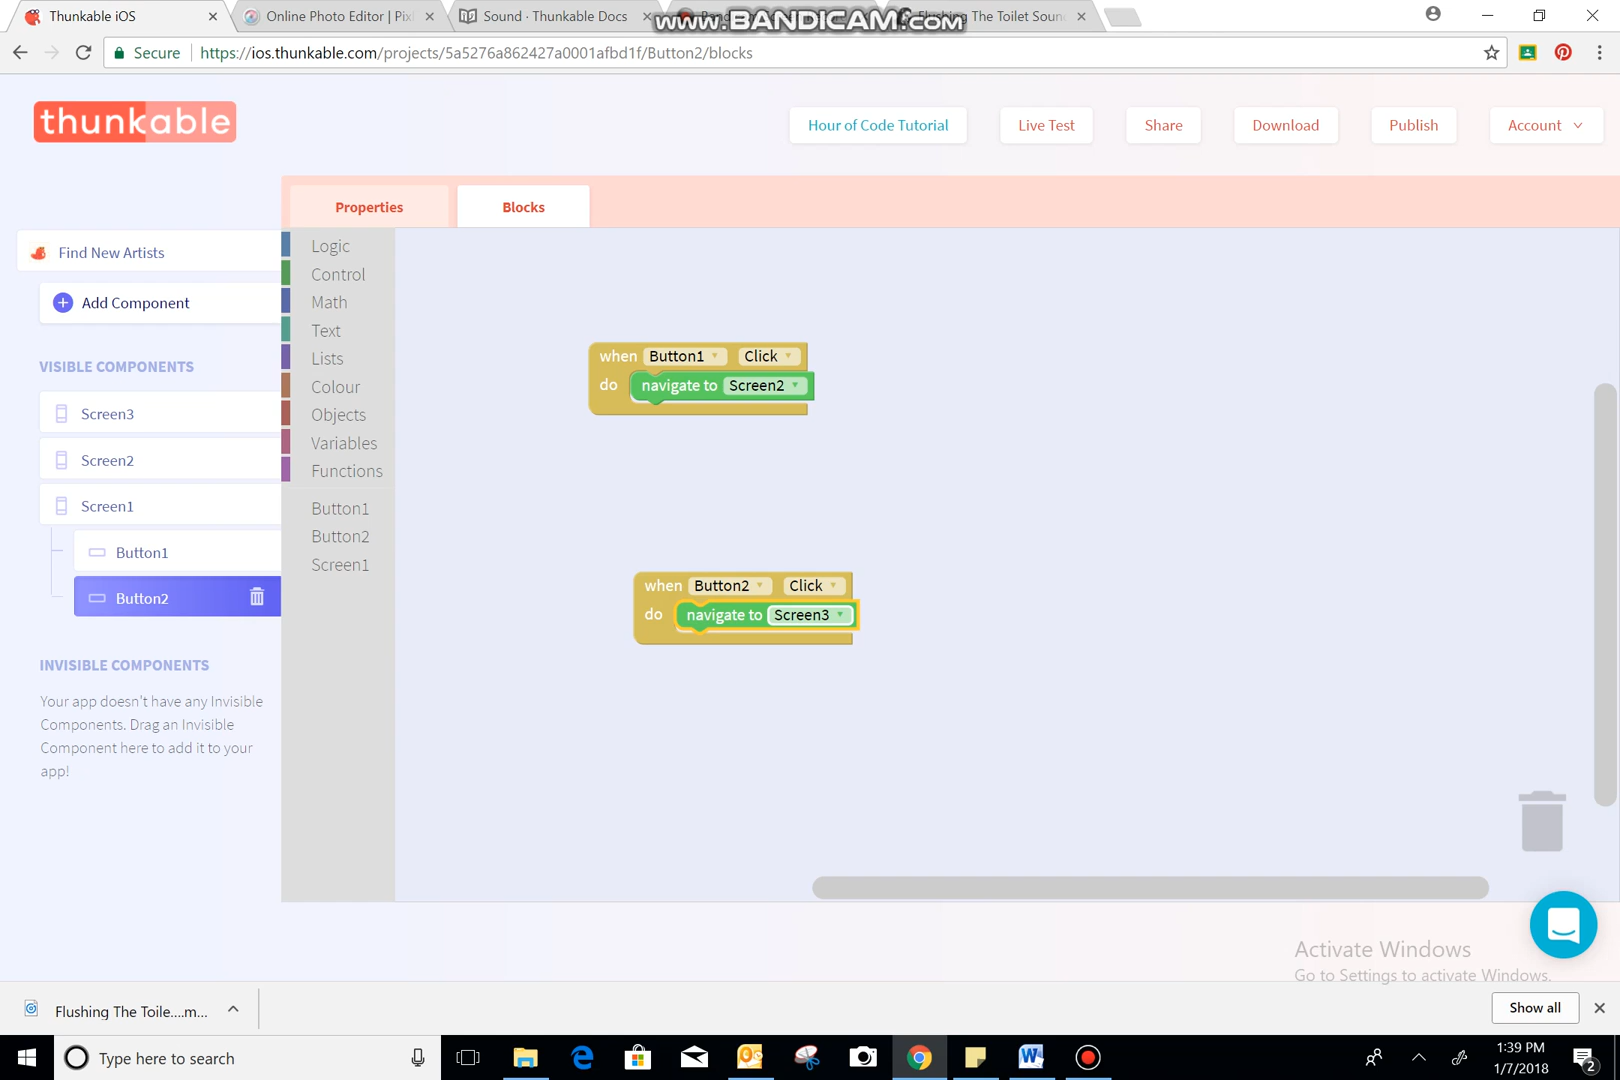 Thunkable iOS
Online Photo Editor | Pixl
Sound · Thunkable Docs
Flushing The Toilet Soun
www.BANDICAM.com
Secure
https://ios.thunkable.com/projects/5a5276a862427a0001afbd1f/Button2/blocks
thunkable
Hour of Code Tutorial
Live Test
Share
Download
Publish
Account
Properties
Blocks
Find New Artists
Add Component
VISIBLE COMPONENTS
Screen3
Screen2
Screen1
Button1
Button2
INVISIBLE COMPONENTS
Your app doesn't have any Invisible
Components. Drag an Invisible
Component here to add it to your
app!
Logic
Control
Math
Text
Lists
Colour
Objects
Variables
Functions
Button1
Button2
Screen1
when Button1 Click
do navigate to Screen2
when Button2 Click
do navigate to Screen3
Activate Windows
Go to Settings to activate Windows.
Flushing The Toile....m...
Show all
Type here to search
1:39 PM
1/7/2018
2